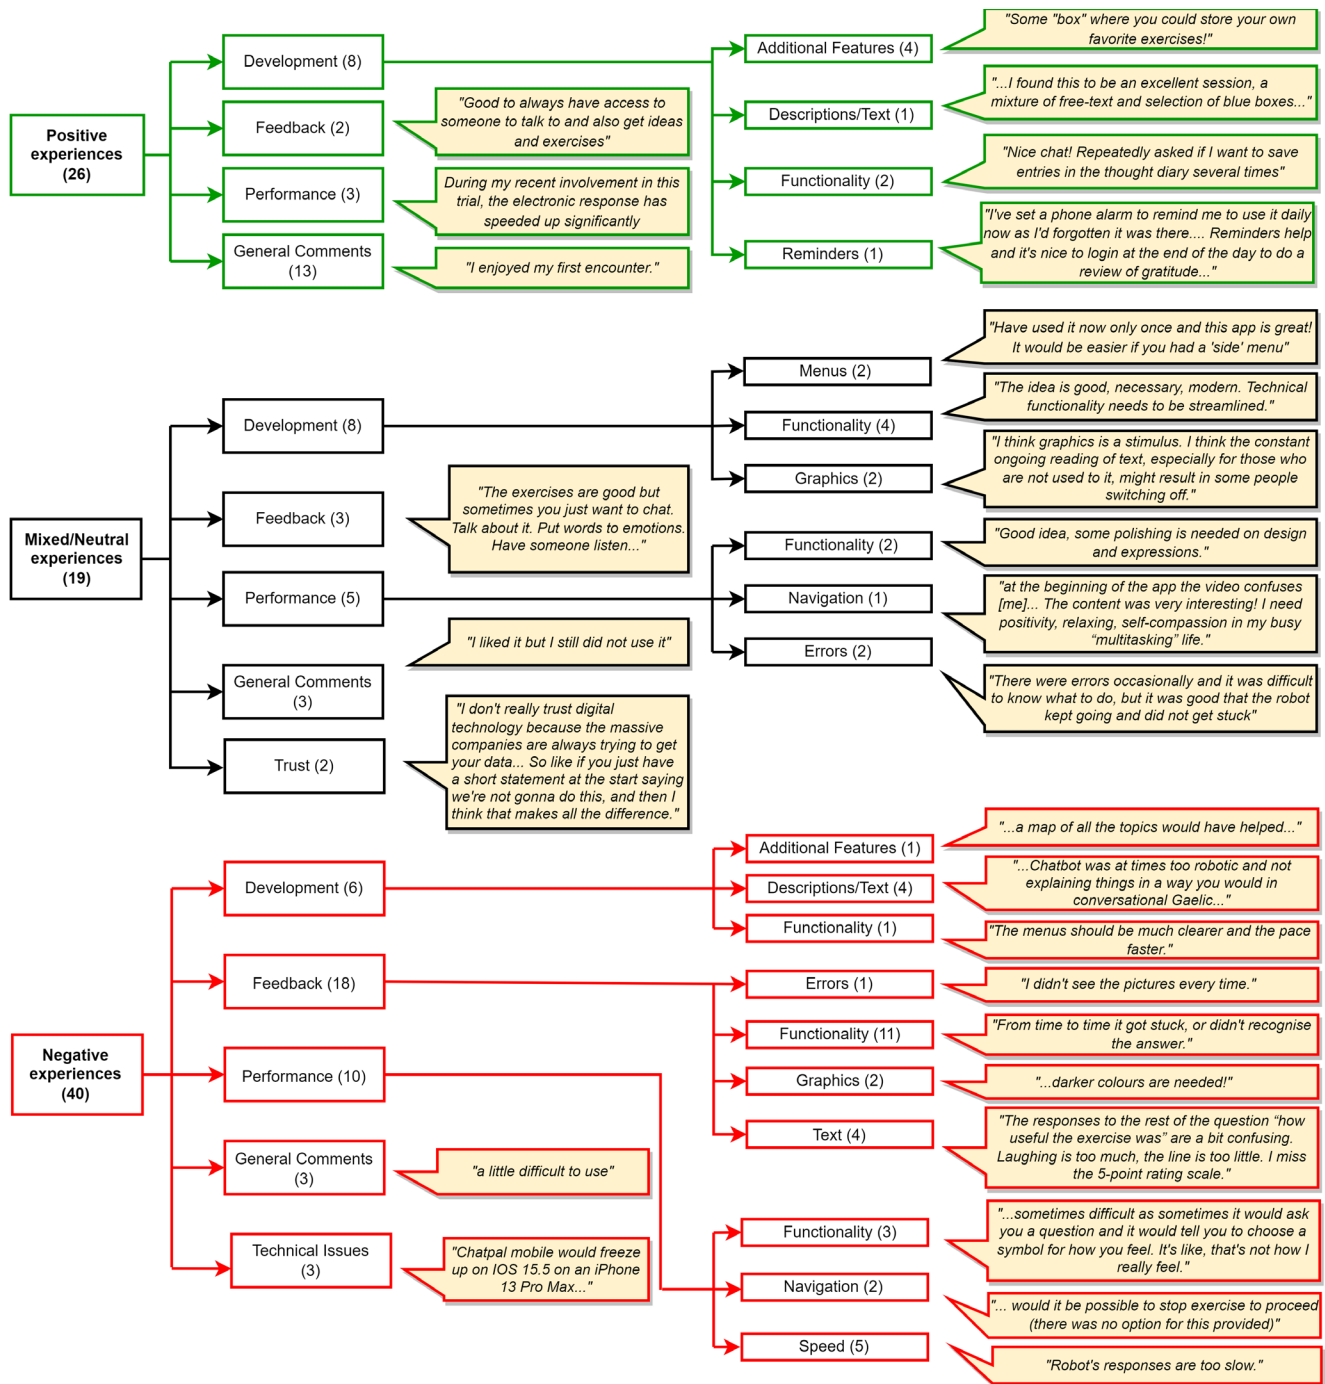 Positive
experiences
(26)
Development (8)
Feedback (2)
"Good to always have access to
someone to talk to and also get ideas
and exercises"
Performance (3)
During my recent involvement in this
trial, the electronic response has
speeded up significantly
General Comments
(13)
"I enjoyed my first encounter."
Additional Features (4)
"Some "box" where you could store your own
favorite exercises!"
Descriptions/Text (1)
"...I found this to be an excellent session, a
mixture of free-text and selection of blue boxes..."
Functionality (2)
"Nice chat! Repeatedly asked if I want to save
entries in the thought diary several times"
Reminders (1)
"I've set a phone alarm to remind me to use it daily
now as I'd forgotten it was there.... Reminders help
and it's nice to login at the end of the day to do a
review of gratitude..."
Mixed/Neutral
experiences
(19)
Development (8)
Menus (2)
"Have used it now only once and this app is great!
It would be easier if you had a 'side' menu"
Functionality (4)
"The idea is good, necessary, modern. Technical
functionality needs to be streamlined."
Graphics (2)
"I think graphics is a stimulus. I think the constant
ongoing reading of text, especially for those who
are not used to it, might result in some people
switching off."
Feedback (3)
"The exercises are good but
sometimes you just want to chat.
Talk about it. Put words to emotions.
Have someone listen..."
Performance (5)
Functionality (2)
"Good idea, some polishing is needed on design
and expressions."
Navigation (1)
"at the beginning of the app the video confuses
[me]... The content was very interesting! I need
positivity, relaxing, self-compassion in my busy
“multitasking” life."
Errors (2)
"There were errors occasionally and it was difficult
to know what to do, but it was good that the robot
kept going and did not get stuck"
General Comments
(3)
"I liked it but I still did not use it"
Trust (2)
"I don't really trust digital
technology because the massive
companies are always trying to get
your data... So like if you just have
a short statement at the start saying
we're not gonna do this, and then I
think that makes all the difference."
Negative
experiences
(40)
Development (6)
Additional Features (1)
"...a map of all the topics would have helped..."
Descriptions/Text (4)
"...Chatbot was at times too robotic and not
explaining things in a way you would in
conversational Gaelic..."
Functionality (1)
"The menus should be much clearer and the pace
faster."
Feedback (18)
Errors (1)
"I didn't see the pictures every time."
Functionality (11)
"From time to time it got stuck, or didn't recognise
the answer."
Graphics (2)
"...darker colours are needed!"
Text (4)
"The responses to the rest of the question “how
useful the exercise was” are a bit confusing.
Laughing is too much, the line is too little. I miss
the 5-point rating scale."
Performance (10)
Functionality (3)
"...sometimes difficult as sometimes it would ask
you a question and it would tell you to choose a
symbol for how you feel. It's like, that's not how I
really feel."
Navigation (2)
"... would it be possible to stop exercise to proceed
(there was no option for this provided)"
Speed (5)
"Robot's responses are too slow."
General Comments
(3)
"a little difficult to use"
Technical Issues
(3)
"Chatpal mobile would freeze
up on IOS 15.5 on an iPhone
13 Pro Max..."